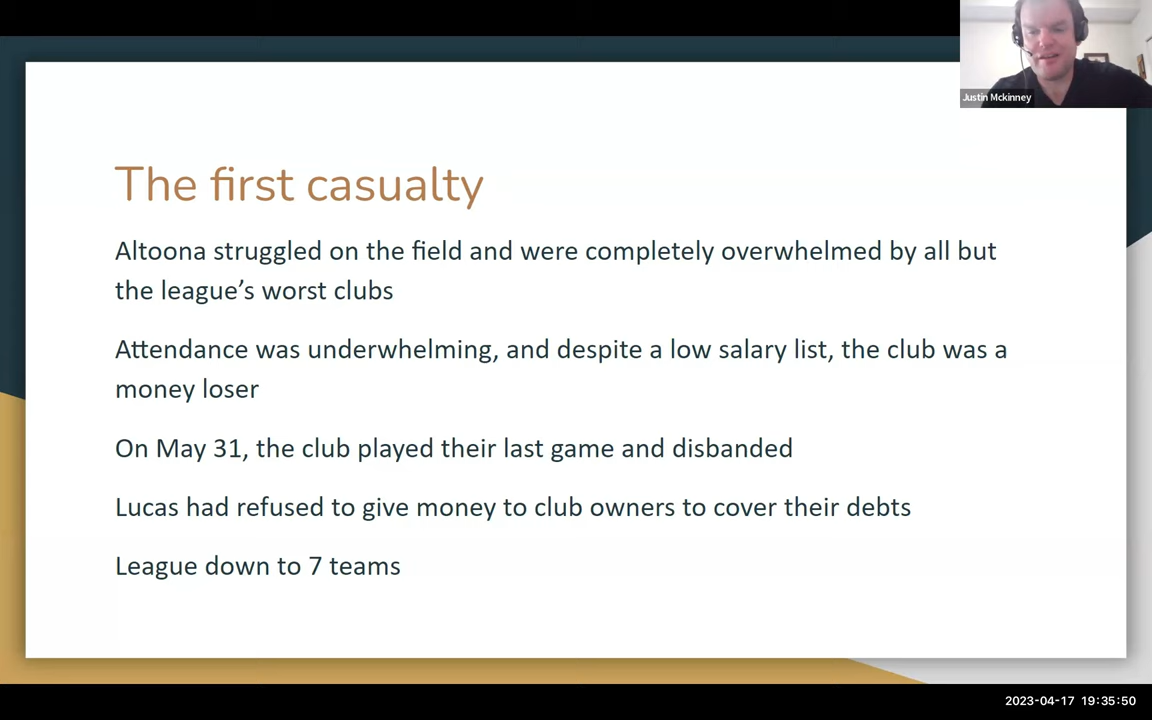 Justin Mckinney
The first casualty
Altoona struggled on the field and were completely overwhelmed by all but
the league’s worst clubs
Attendance was underwhelming, and despite a low salary list, the club was a
money loser
On May 31, the club played their last game and disbanded
Lucas had refused to give money to club owners to cover their debts
League down to 7 teams
2023-04-17 19:35:50